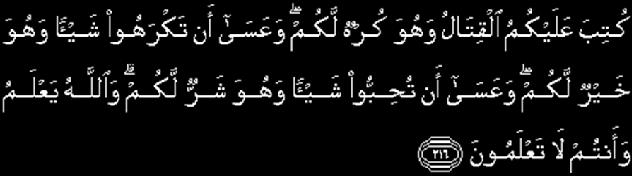 كُتِبَ عَلَيْكُمُ ٱلْقِتَالُ وَهُوَ كُرْهٌ لَّكُمْ ۖ وَعَسَىٰٓ أَن تَكْرَهُوا۟ شَيْـًٔا وَهُوَ
خَيْرٌ لَّكُمْ ۖ وَعَسَىٰٓ أَن تُحِبُّوا۟ شَيْـًٔا وَهُوَ شَرٌّ لَّكُمْ ۗ وَٱللَّهُ يَعْلَمُ
وَأَنتُمْ لَا تَعْلَمُونَ ﴿٢١٦﴾